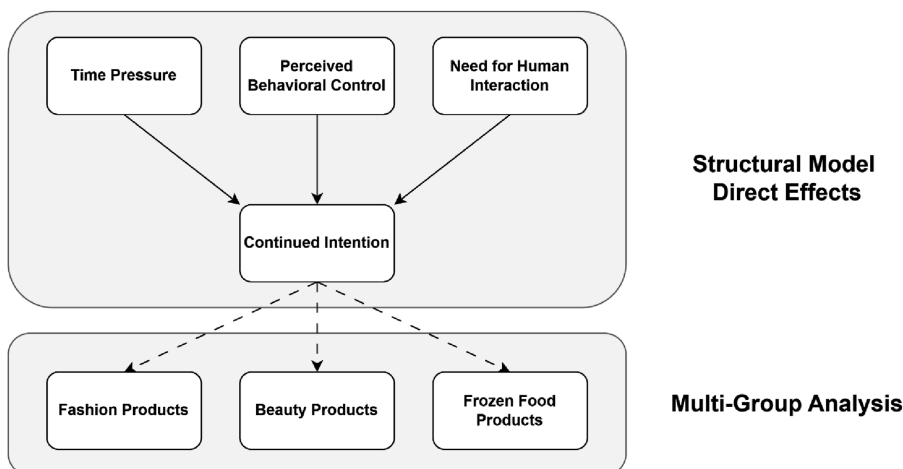 Time Pressure
Perceived
Behavioral Control
Need for Human
Interaction
Structural Model
Direct Effects
Continued Intention
Fashion Products
Beauty Products
Frozen Food
Products
Multi-Group Analysis